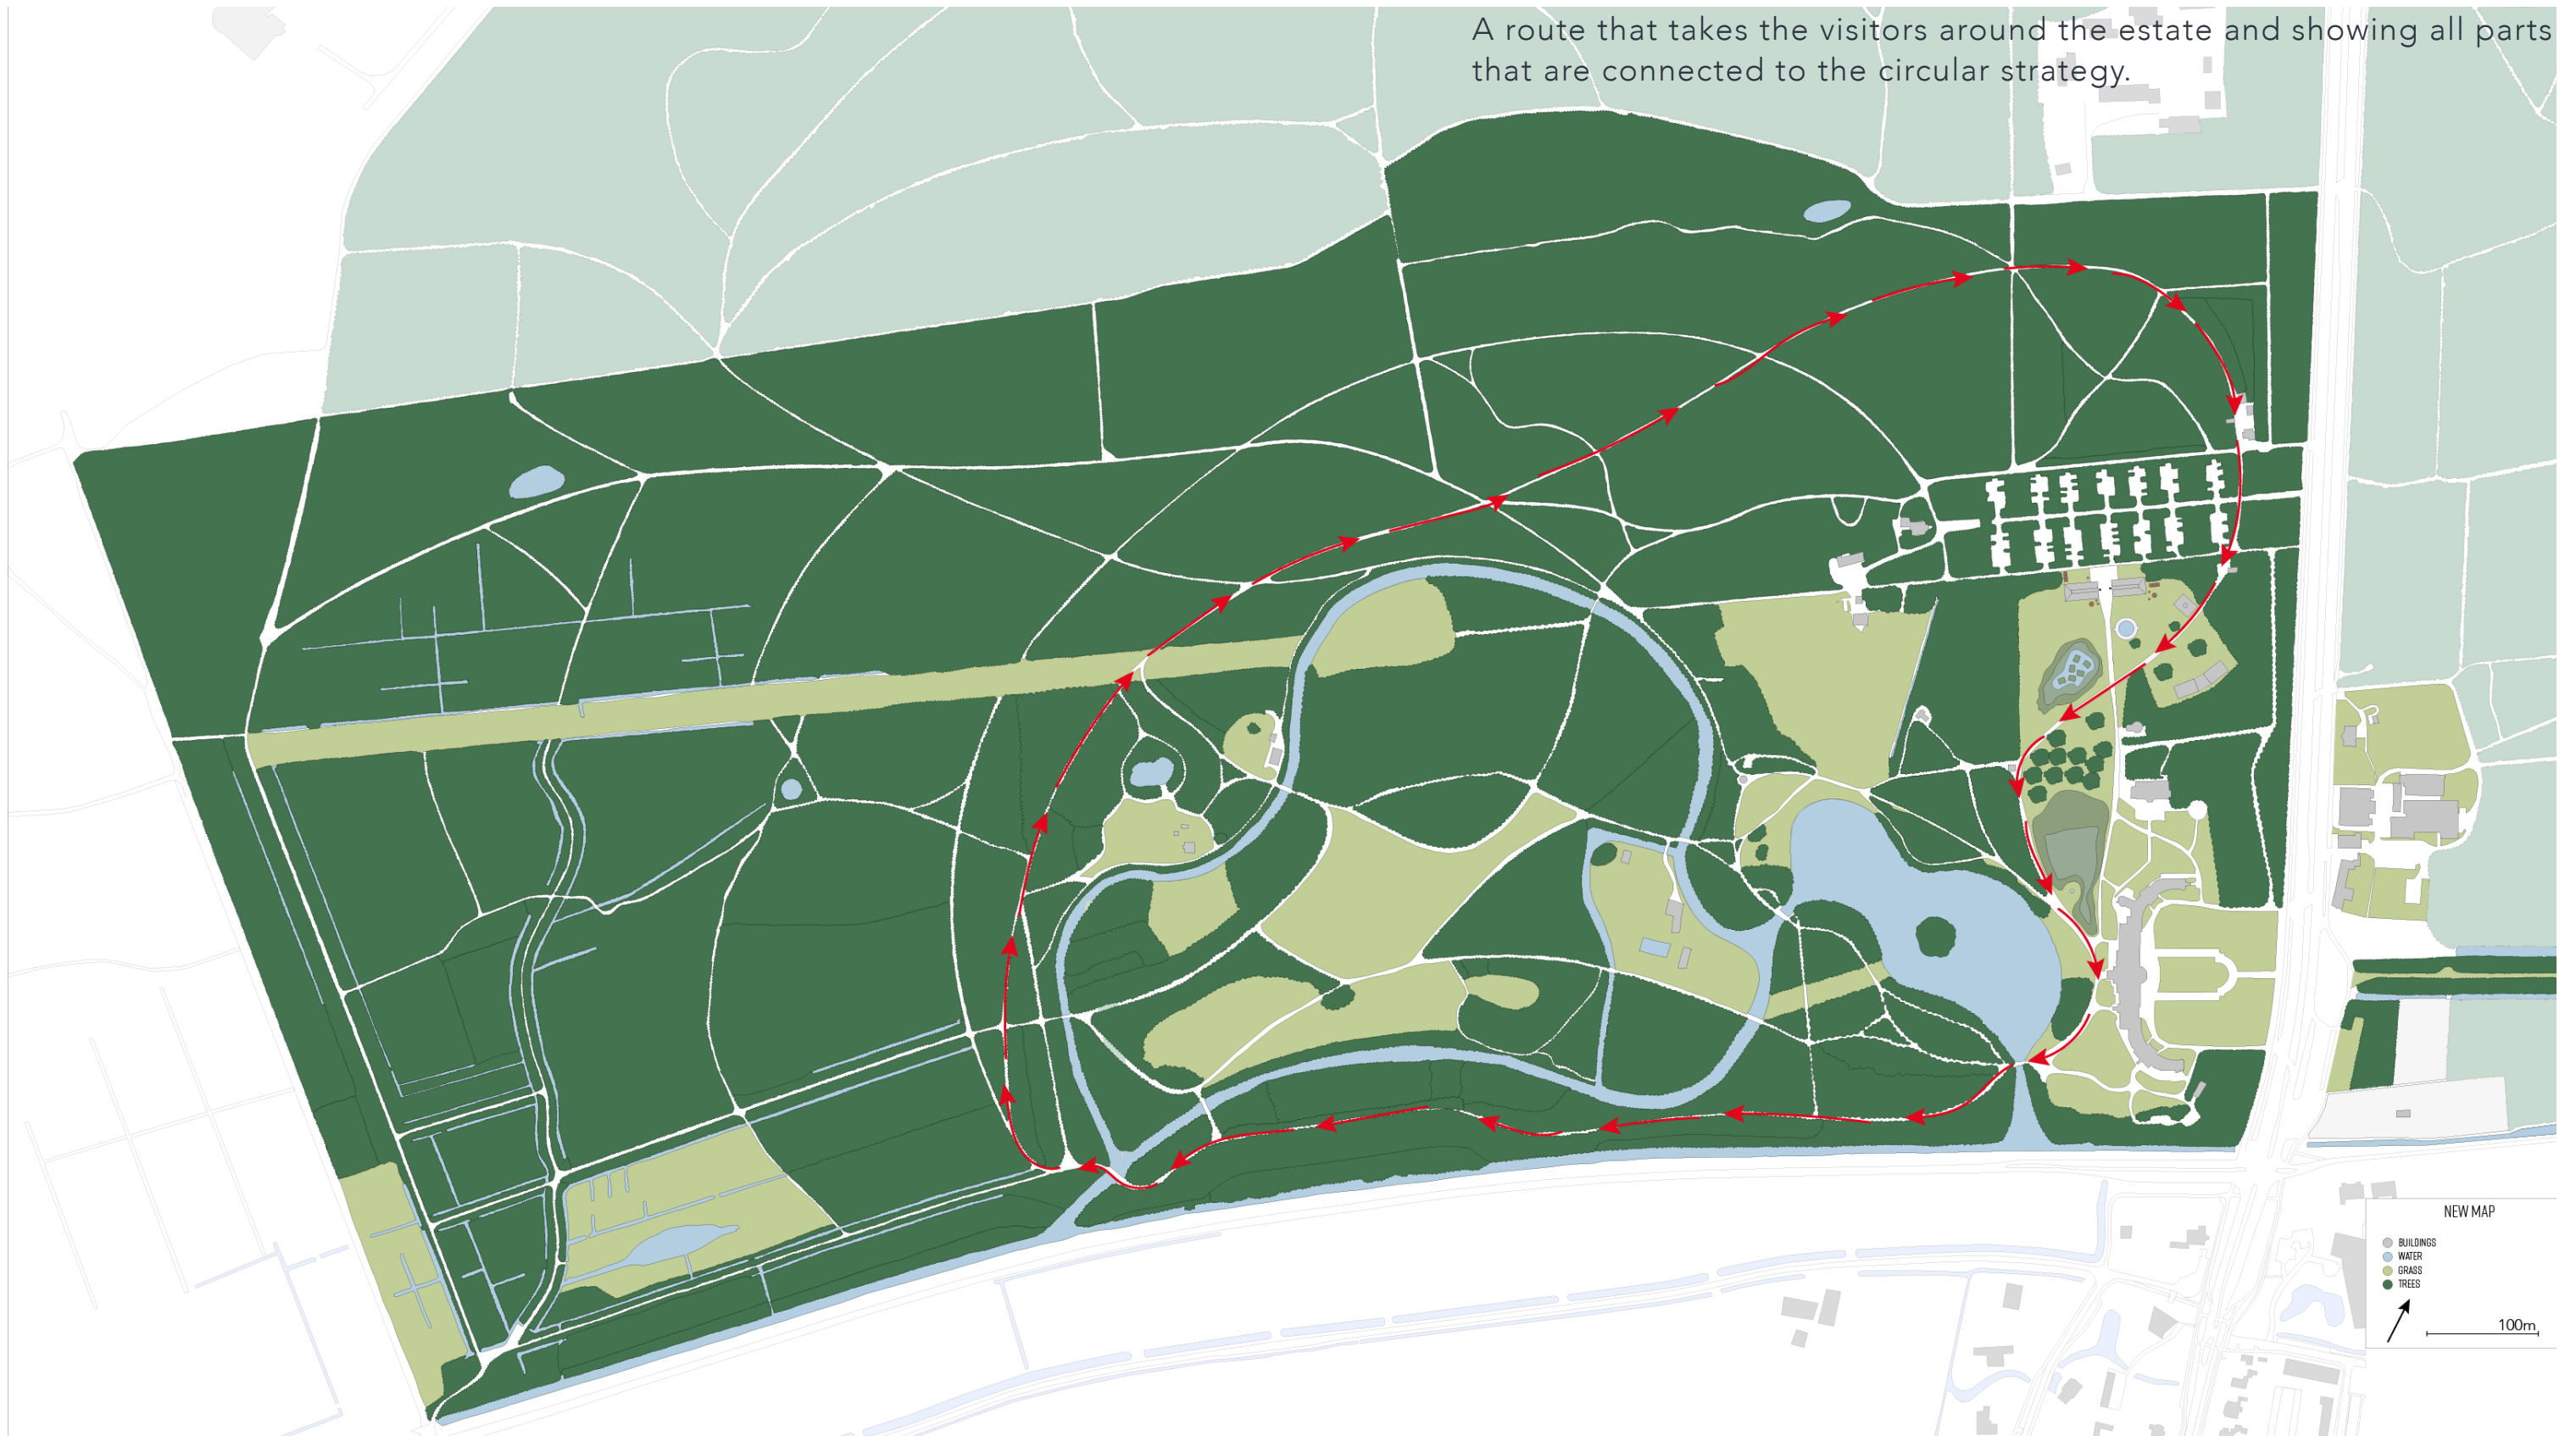 A route that takes the visitors around the estate and showing all parts
that are connected to the circular strategy.
NEW MAP
BUILDINGS
WATER
GRASS
TREES
100m